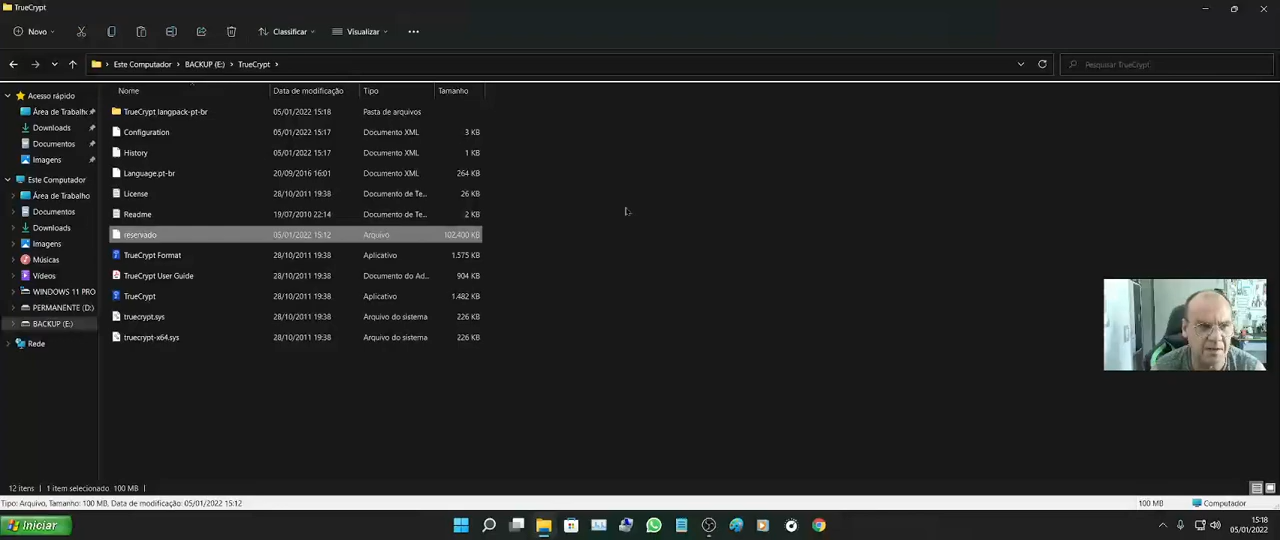 TrueCrypt
Novo
Classificar
Visualizar
Este Computador > BACKUP (E:) > TrueCrypt >
Pesquisar TrueCrypt
Nome Data de modificação Tipo Tamanho
TrueCrypt langpack-pt-br 05/01/2022 15:18 Pasta de arquivos
Configuration 05/01/2022 15:17 Documento XML 3 KB
History 05/01/2022 15:17 Documento XML 1 KB
Language.pt-br 20/09/2016 16:01 Documento XML 264 KB
License 28/10/2011 19:38 Documento de Te... 26 KB
Readme 19/07/2010 22:14 Documento de Te... 2 KB
reservado 05/01/2022 15:12 Arquivo 102.400 KB
TrueCrypt Format 28/10/2011 19:38 Aplicativo 1.575 KB
TrueCrypt User Guide 28/10/2011 19:38 Documento do Ad... 904 KB
TrueCrypt 28/10/2011 19:38 Aplicativo 1.482 KB
truecrypt.sys 28/10/2011 19:38 Arquivo do sistema 226 KB
truecrypt-x64.sys 28/10/2011 19:38 Arquivo do sistema 226 KB
Acesso rápido
Área de Trabalho
Downloads
Documentos
Imagens
Este Computador
Área de Trabalho
Documentos
Downloads
Imagens
Músicas
Vídeos
WINDOWS 11 PRO
PERMANENTE (D:)
BACKUP (E:)
Rede
12 itens 1 item selecionado 100 MB
Tipo: Arquivo, Tamanho: 100 MB, Data de modificação: 05/01/2022 15:12
100 MB
Computador
Iniciar
15:18
05/01/2022